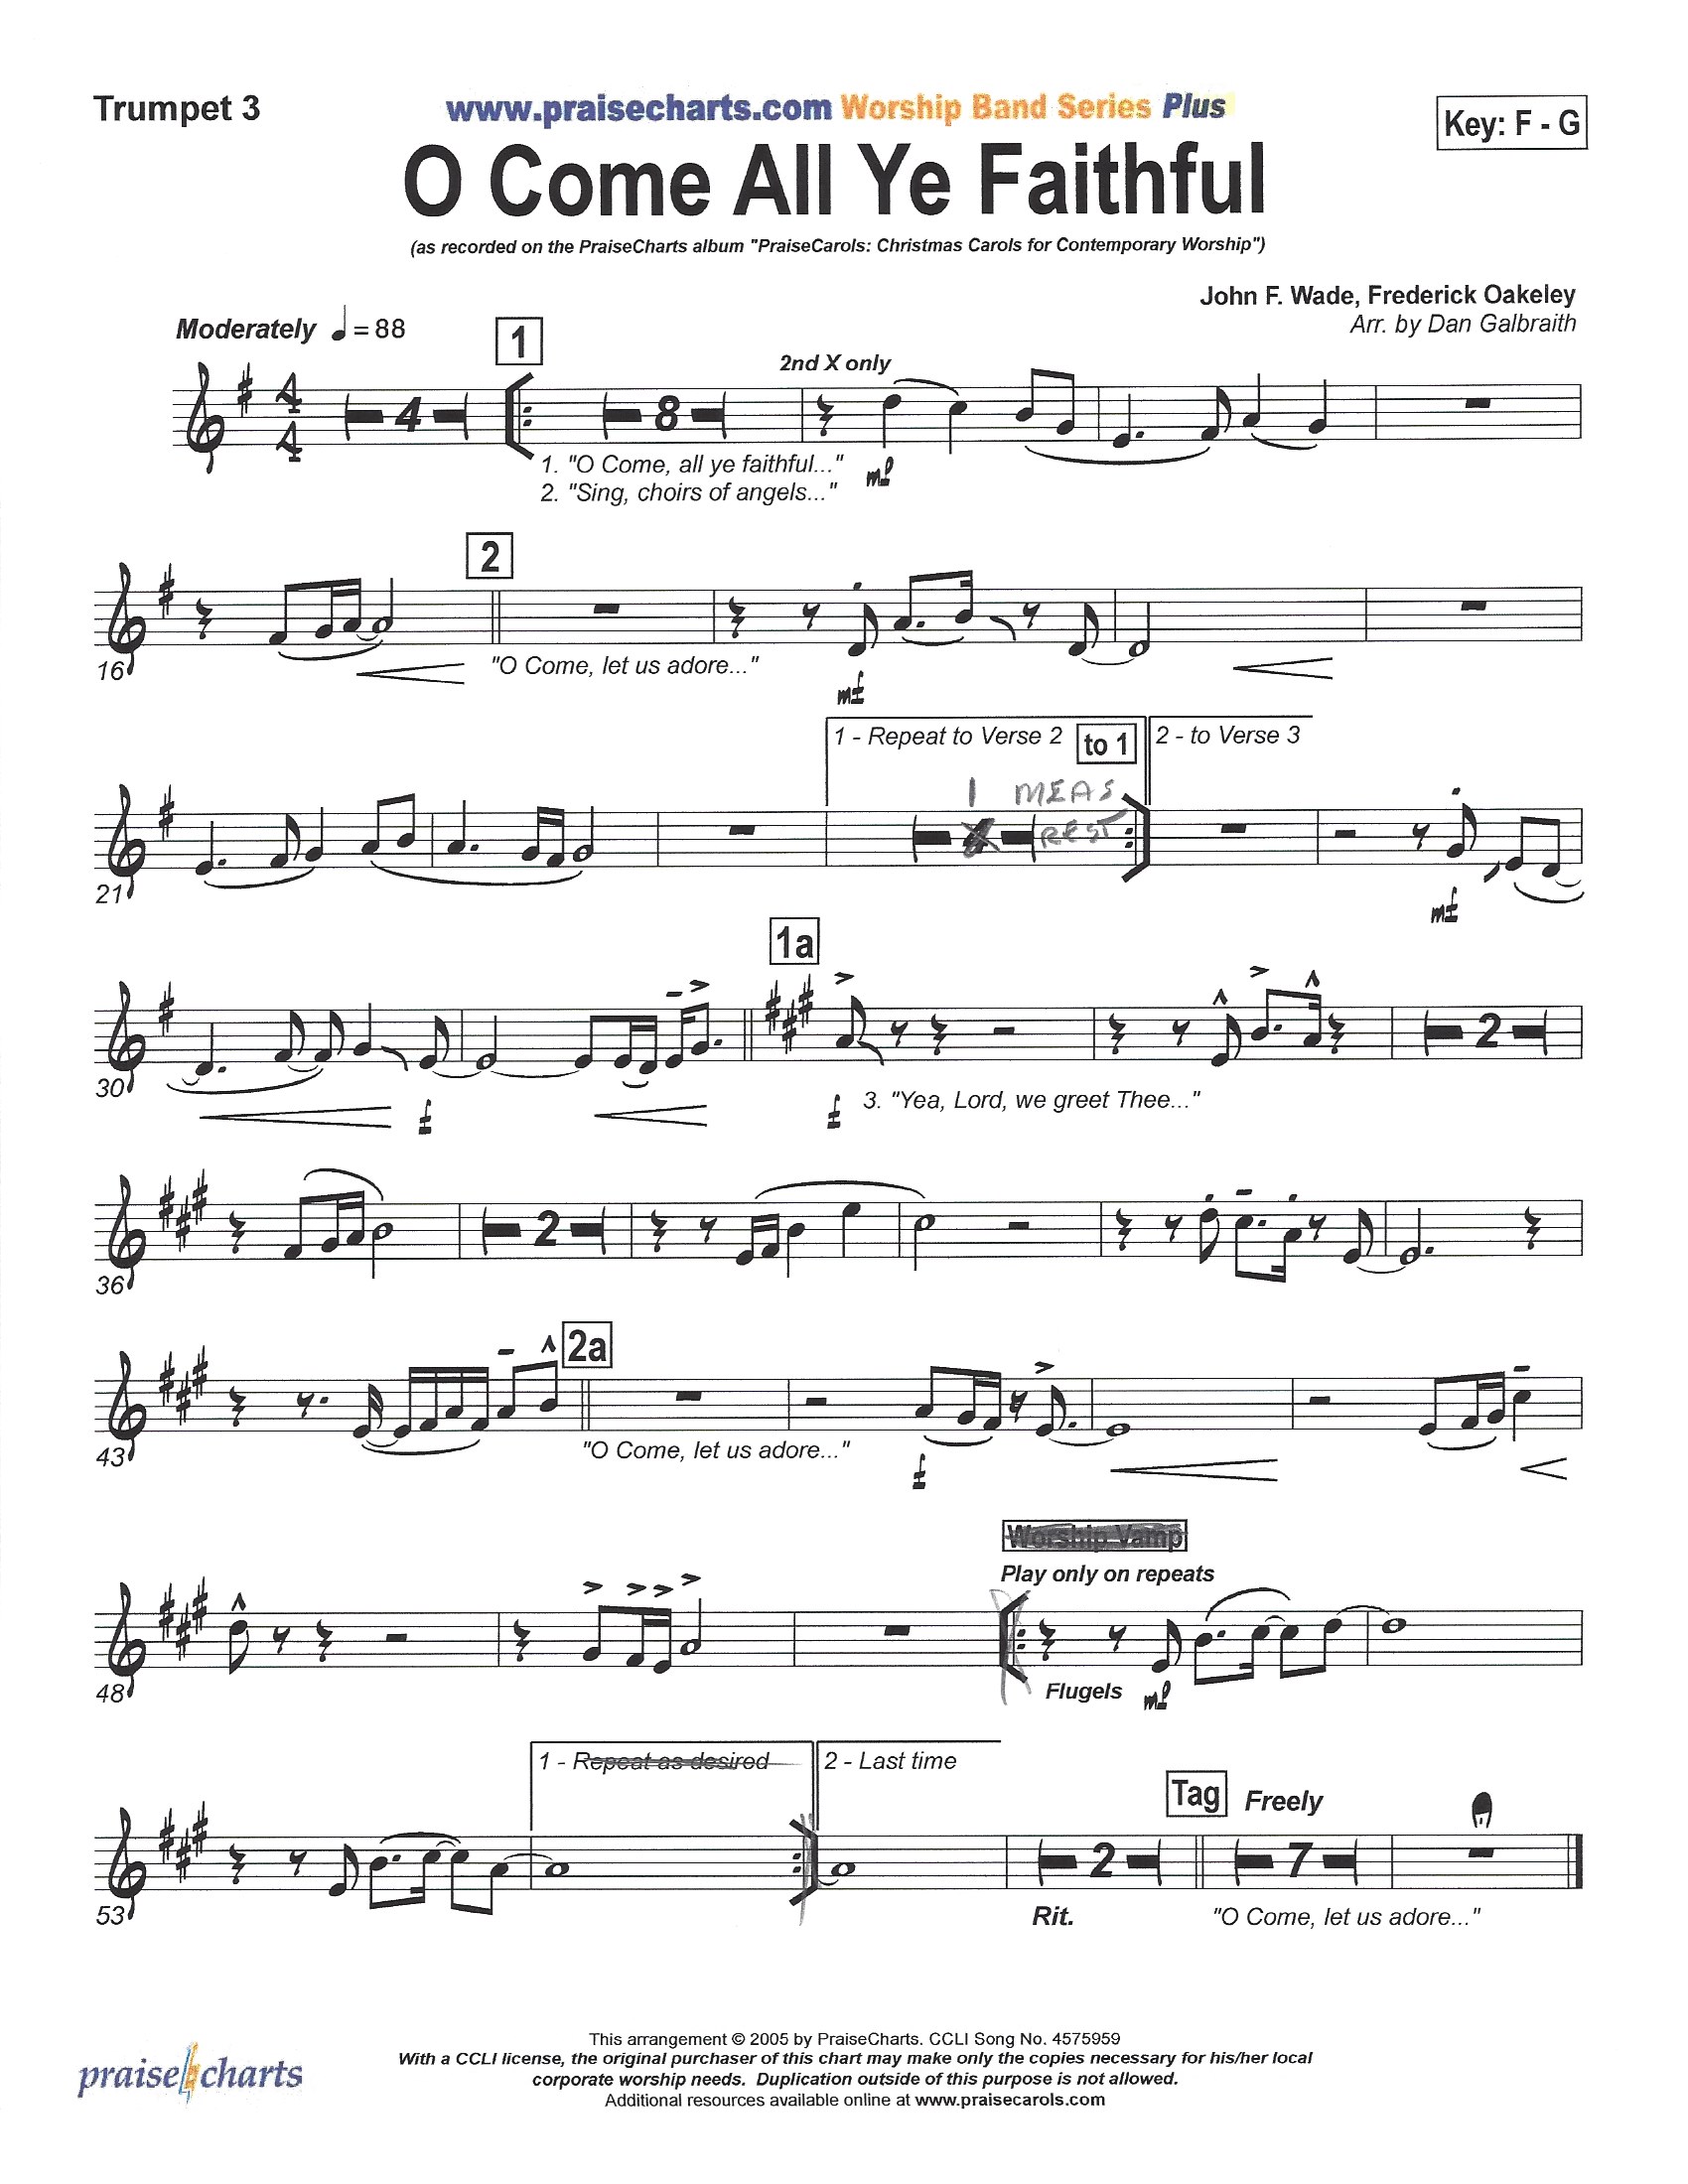 Trumpet 3
www.praisecharts.com Worship Band Series Plus
Key: F - G
O Come All Ye Faithful
(as recorded on the PraiseCharts album "PraiseCarols: Christmas Carols for Contemporary Worship")
John F. Wade, Frederick Oakeley
Arr. by Dan Galbraith
Moderately ♩ = 88
1
2nd X only
4
4
4
8
1. "O Come, all ye faithful..."
2. "Sing, choirs of angels..."
mp
2
16
"O Come, let us adore..."
mf
1 - Repeat to Verse 2
to 1
2 - to Verse 3
1 MEAS
REST
21
mf
1a
30
f
f
3. "Yea, Lord, we greet Thee..."
2
36
2
2a
43
"O Come, let us adore..."
f
Worship Vamp
Play only on repeats
48
Flugels
mp
1 - Repeat as desired
2 - Last time
Tag
Freely
53
2
7
Rit.
"O Come, let us adore..."
praise charts
This arrangement © 2005 by PraiseCharts. CCLI Song No. 4575959
With a CCLI license, the original purchaser of this chart may make only the copies necessary for his/her local
corporate worship needs. Duplication outside of this purpose is not allowed.
Additional resources available online at www.praisecarols.com